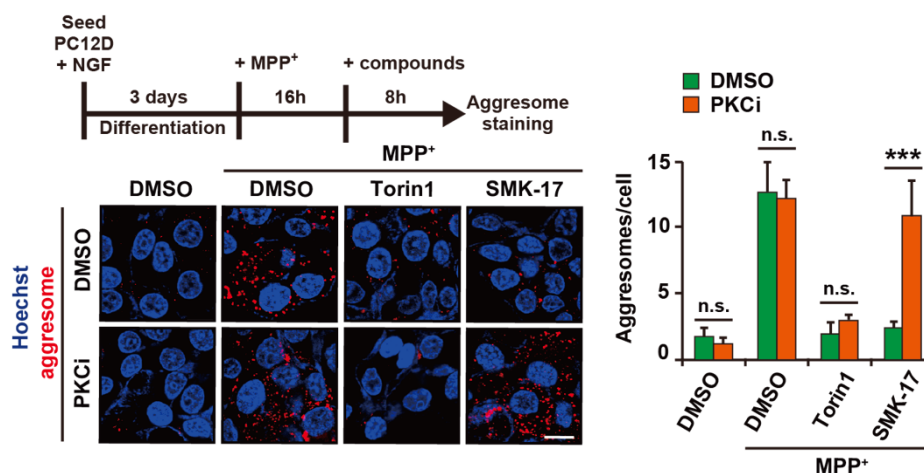 Seed
PC12D
+ NGF
+ MPP⁺
+ compounds
3 days
16h
8h
Differentiation
Aggresome
staining
MPP⁺
DMSO
DMSO
Torin1
SMK-17
Hoechst
aggresome
DMSO
PKCi
DMSO
PKCi
n.s.
n.s.
n.s.
***
Aggresomes/cell
15
10
5
0
DMSO
DMSO
Torin1
SMK-17
MPP⁺